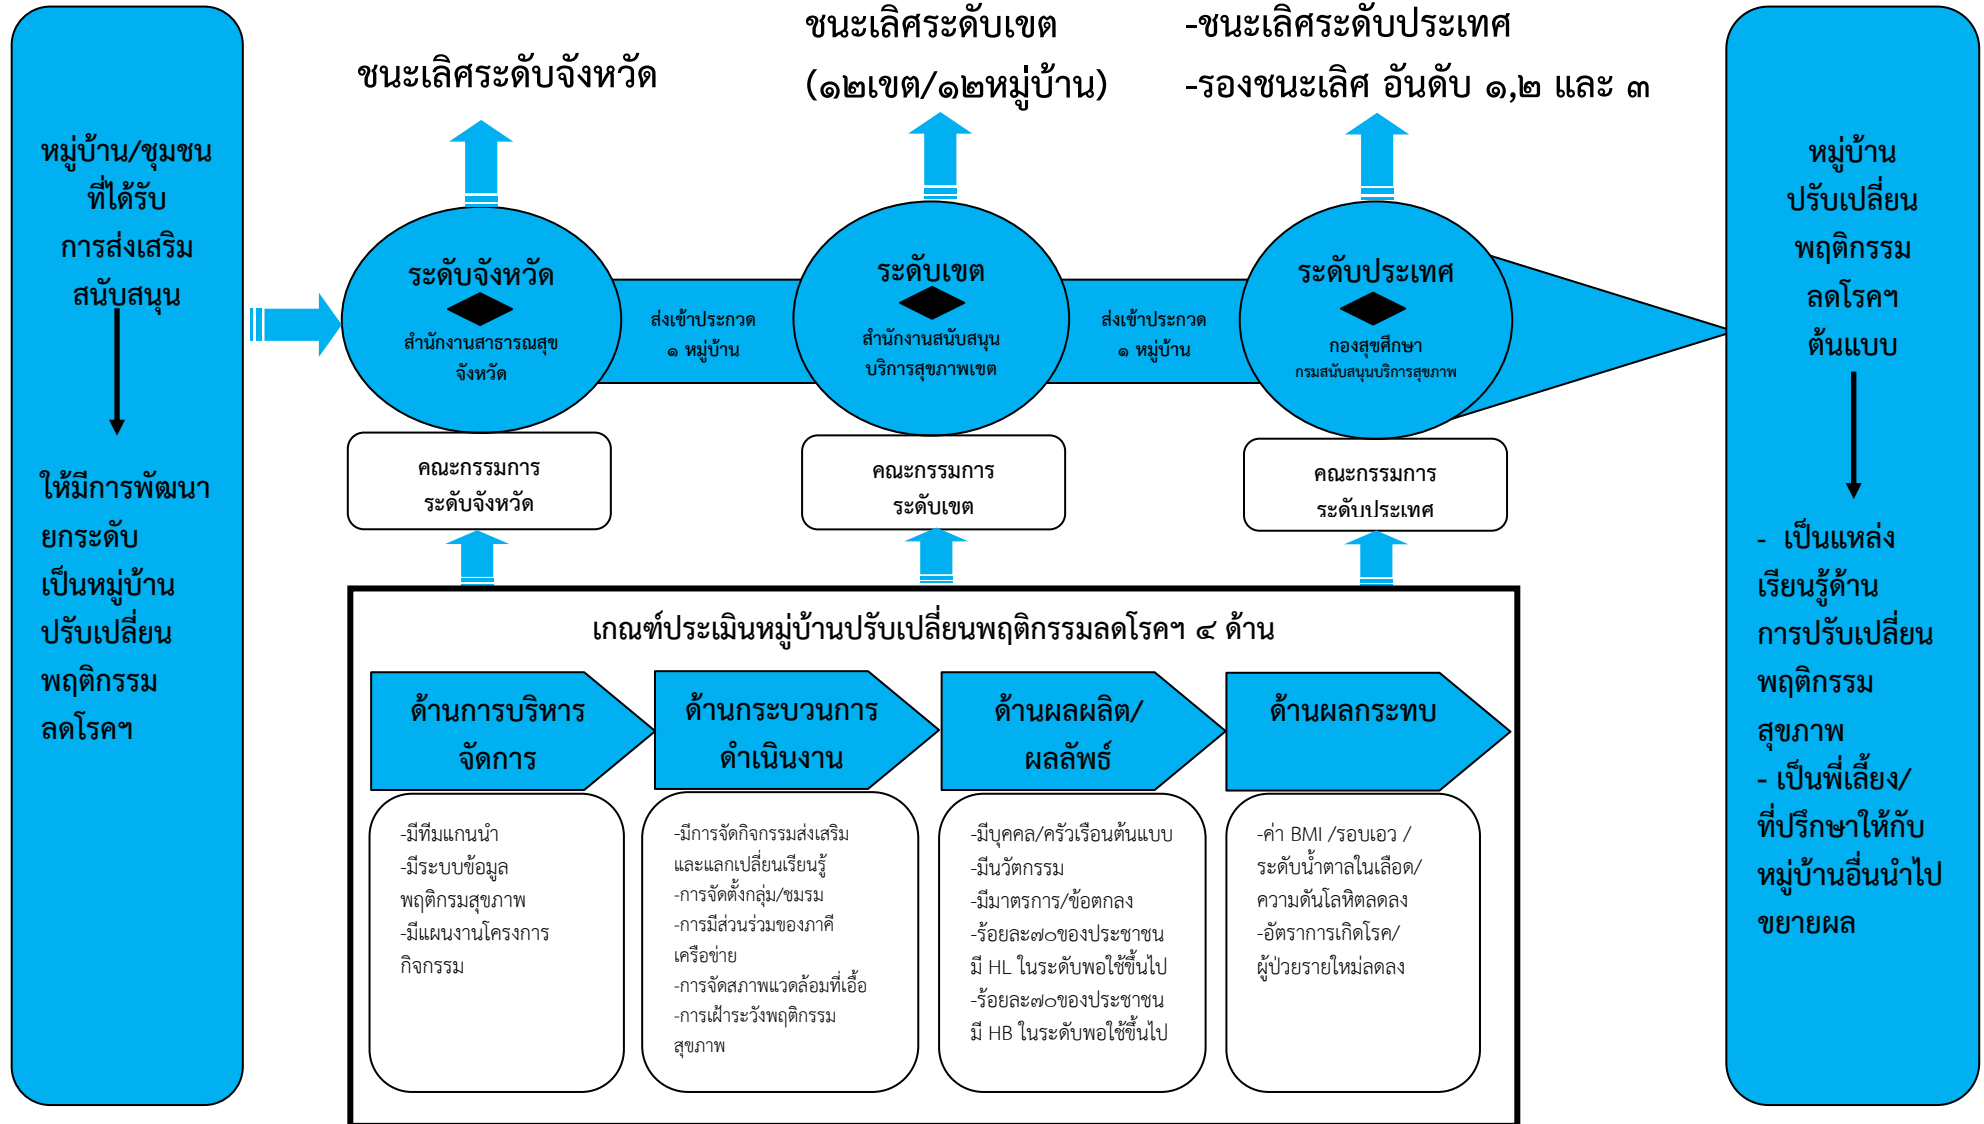 หมู่บ้าน/ชุมชน
ที่ได้รับ
การส่งเสริม
สนับสนุน
ให้มีการพัฒนา
ยกระดับ
เป็นหมู่บ้าน
ปรับเปลี่ยน
พฤติกรรม
ลดโรคฯ
ชนะเลิศระดับจังหวัด
ชนะเลิศระดับเขต
(๑๒เขต/๑๒หมู่บ้าน)
-ชนะเลิศระดับประเทศ
-รองชนะเลิศ อันดับ ๑,๒ และ ๓
ระดับจังหวัด
สำนักงานสาธารณสุข
จังหวัด
ส่งเข้าประกวด
๑ หมู่บ้าน
ระดับเขต
สำนักงานสนับสนุน
บริการสุขภาพเขต
ส่งเข้าประกวด
๑ หมู่บ้าน
ระดับประเทศ
กองสุขศึกษา
กรมสนับสนุนบริการสุขภาพ
คณะกรรมการ
ระดับจังหวัด
คณะกรรมการ
ระดับเขต
คณะกรรมการ
ระดับประเทศ
เกณฑ์ประเมินหมู่บ้านปรับเปลี่ยนพฤติกรรมลดโรคฯ ๔ ด้าน
ด้านการบริหาร
จัดการ
-มีทีมแกนนำ
-มีระบบข้อมูล
พฤติกรมสุขภาพ
-มีแผนงานโครงการ
กิจกรรม
ด้านกระบวนการ
ดำเนินงาน
-มีการจัดกิจกรรมส่งเสริม
และแลกเปลี่ยนเรียนรู้
-การจัดตั้งกลุ่ม/ชมรม
-การมีส่วนร่วมของภาคี
เครือข่าย
-การจัดสภาพแวดล้อมที่เอื้อ
-การเฝ้าระวังพฤติกรรม
สุขภาพ
ด้านผลผลิต/
ผลลัพธ์
-มีบุคคล/ครัวเรือนต้นแบบ
-มีนวัตกรรม
-มีมาตรการ/ข้อตกลง
-ร้อยละ๗๐ของประชาชน
มี HL ในระดับพอใช้ขึ้นไป
-ร้อยละ๗๐ของประชาชน
มี HB ในระดับพอใช้ขึ้นไป
ด้านผลกระทบ
-ค่า BMI /รอบเอว /
ระดับน้ำตาลในเลือด/
ความดันโลหิตลดลง
-อัตราการเกิดโรค/
ผู้ป่วยรายใหม่ลดลง
หมู่บ้าน
ปรับเปลี่ยน
พฤติกรรม
ลดโรคฯ
ต้นแบบ
- เป็นแหล่ง
เรียนรู้ด้าน
การปรับเปลี่ยน
พฤติกรรม
สุขภาพ
- เป็นพี่เลี้ยง/
ที่ปรึกษาให้กับ
หมู่บ้านอื่นนำไป
ขยายผล